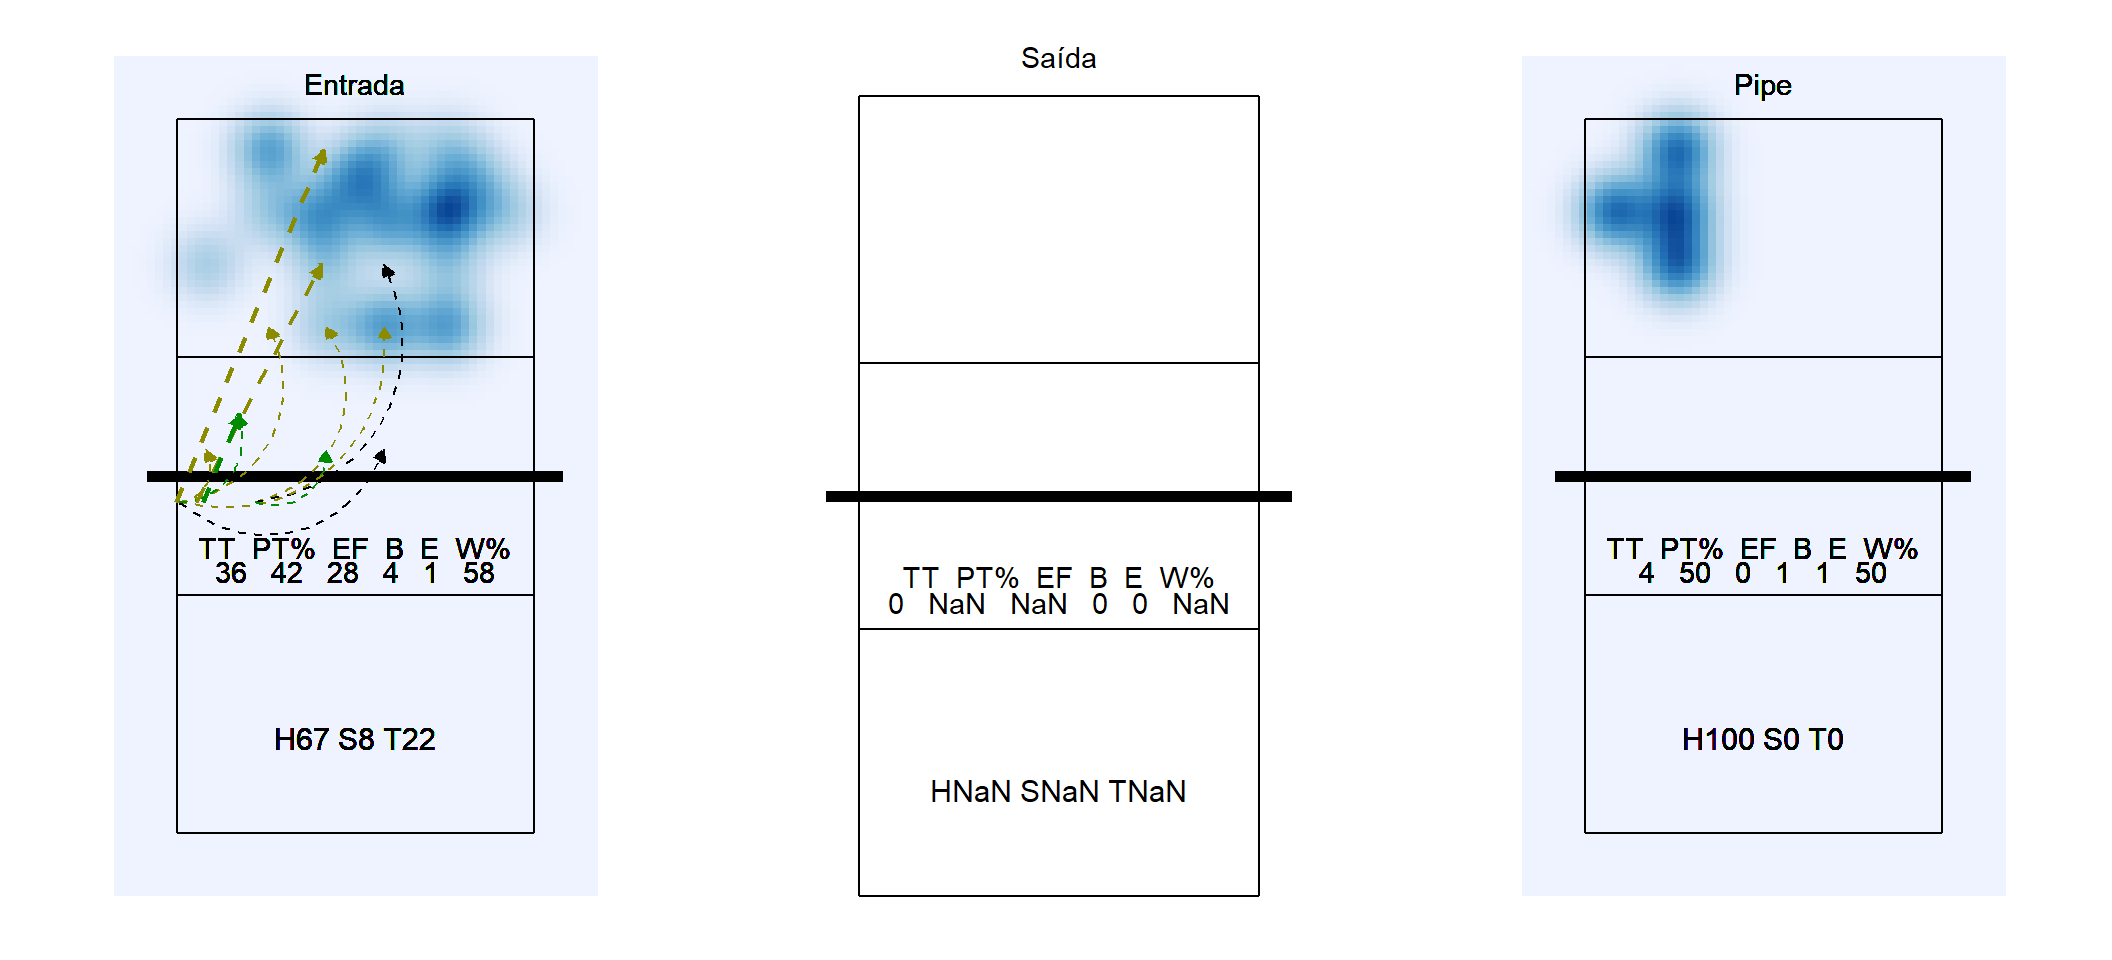 Entrada
TT PT% EF B E W%
36 42 28 4 1 58
H67 S8 T22
Saída
TT PT% EF B E W%
0 NaN NaN 0 0 NaN
HNaN SNaN TNaN
Pipe
TT PT% EF B E W%
4 50 0 1 1 50
H100 S0 T0